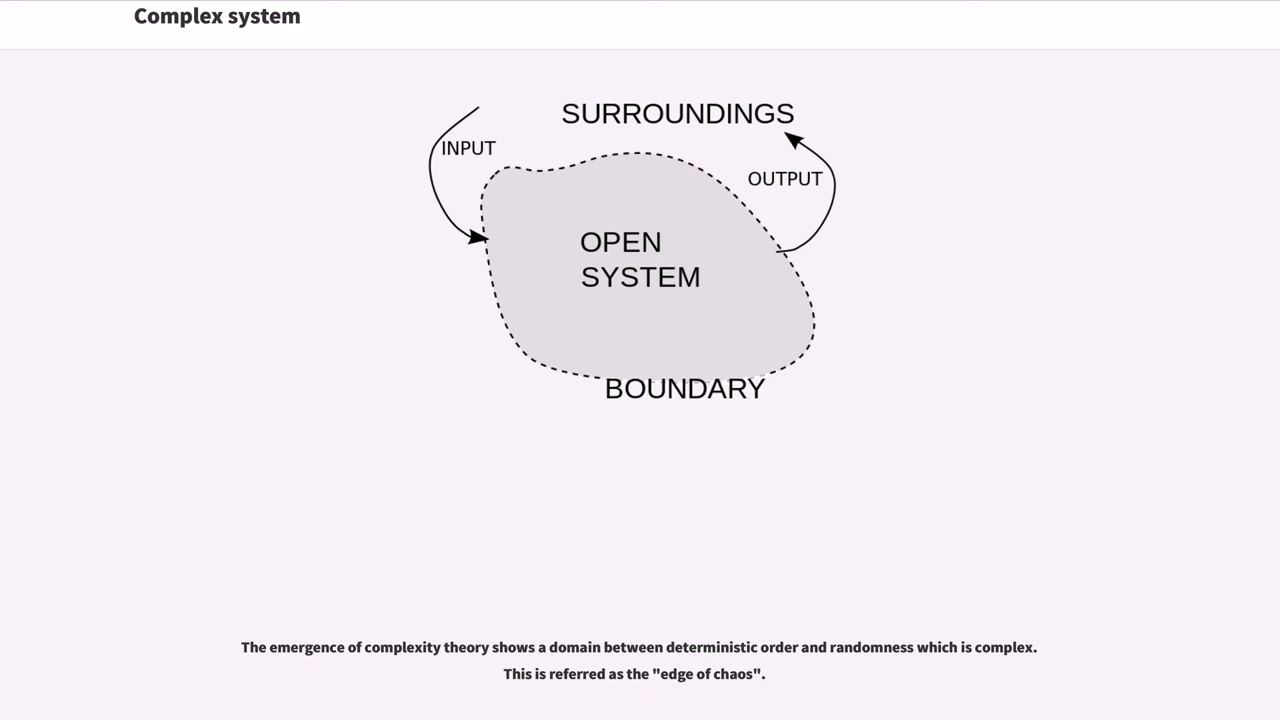 Complex system
SURROUNDINGS
INPUT
OUTPUT
OPEN
SYSTEM
BOUNDARY
The emergence of complexity theory shows a domain between deterministic order and randomness which is complex.
This is referred as the "edge of chaos".